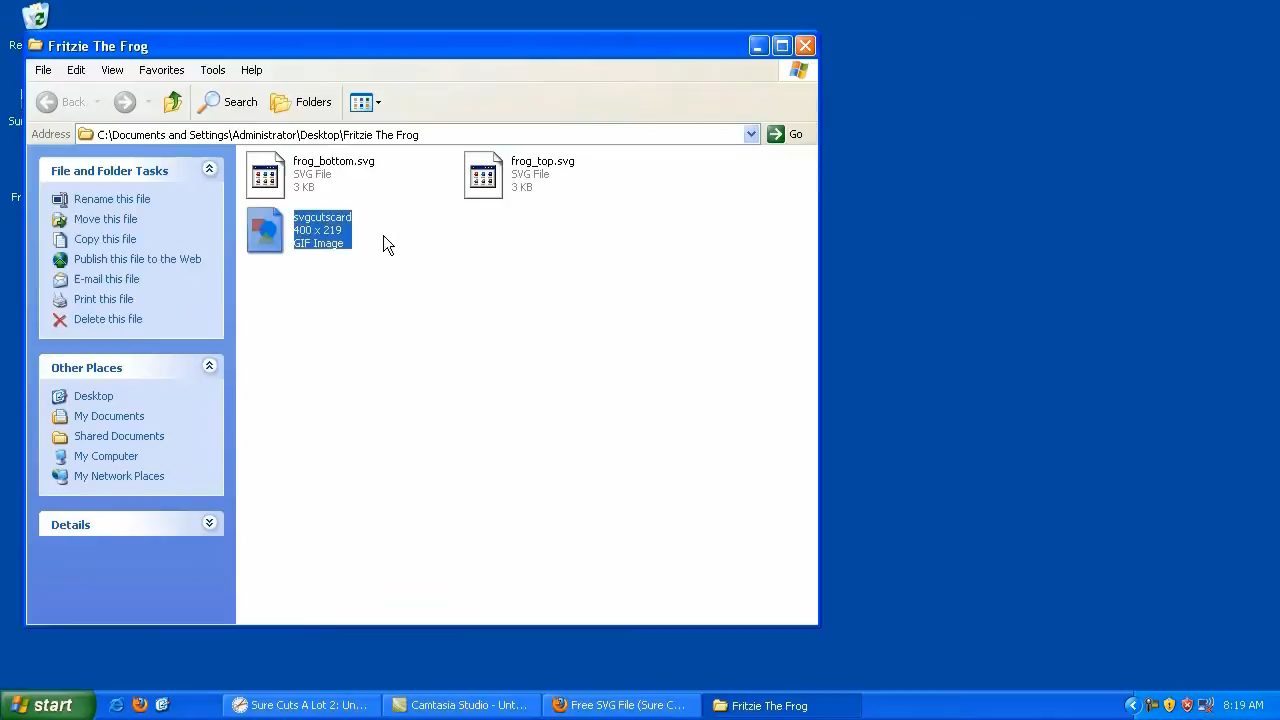 Re
Fritzie The Frog
File Edit View Favorites Tools Help
Back Search Folders
Address C:\Documents and Settings\Administrator\Desktop\Fritzie The Frog Go
Su
Fr
File and Folder Tasks
Rename this file
Move this file
Copy this file
Publish this file to the Web
E-mail this file
Print this file
Delete this file
Other Places
Desktop
My Documents
Shared Documents
My Computer
My Network Places
Details
frog_bottom.svg
SVG File
3 KB
frog_top.svg
SVG File
3 KB
svgcutscard
400 x 219
GIF Image
start Sure Cuts A Lot 2: Un... Camtasia Studio - Unt... Free SVG File (Sure C... Fritzie The Frog 8:19 AM